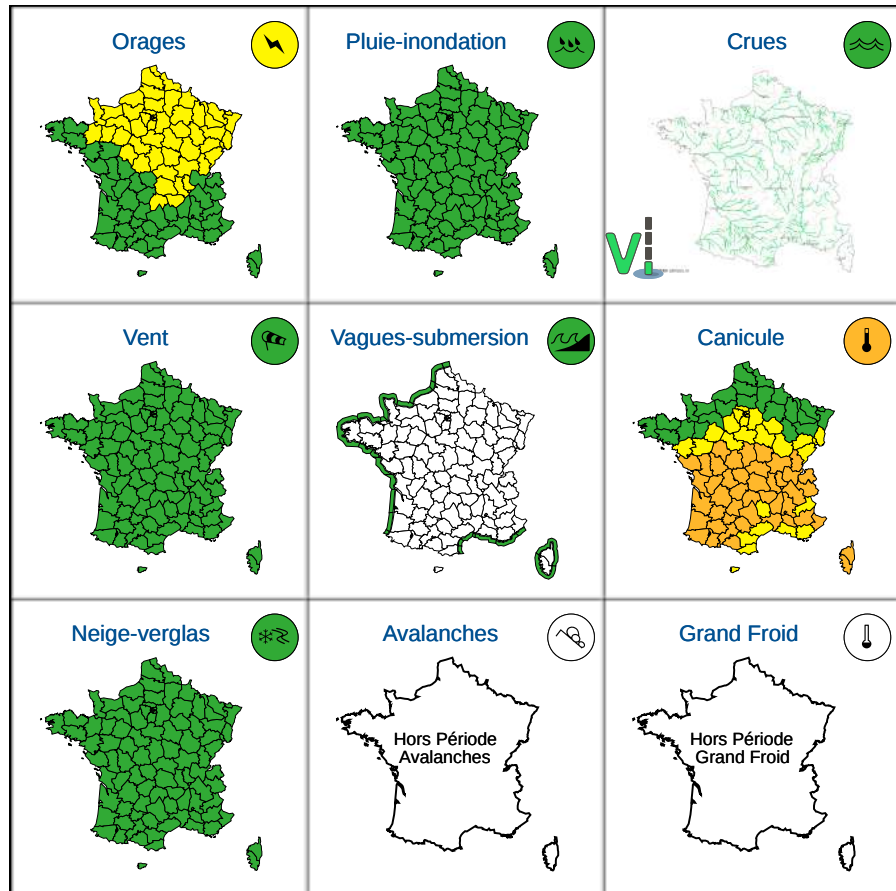 Orages
Pluie-inondation
Crues
Vent
Vagues-submersion
Canicule
Neige-verglas
Avalanches
Grand Froid
Hors Période
Avalanches
Hors Période
Grand Froid